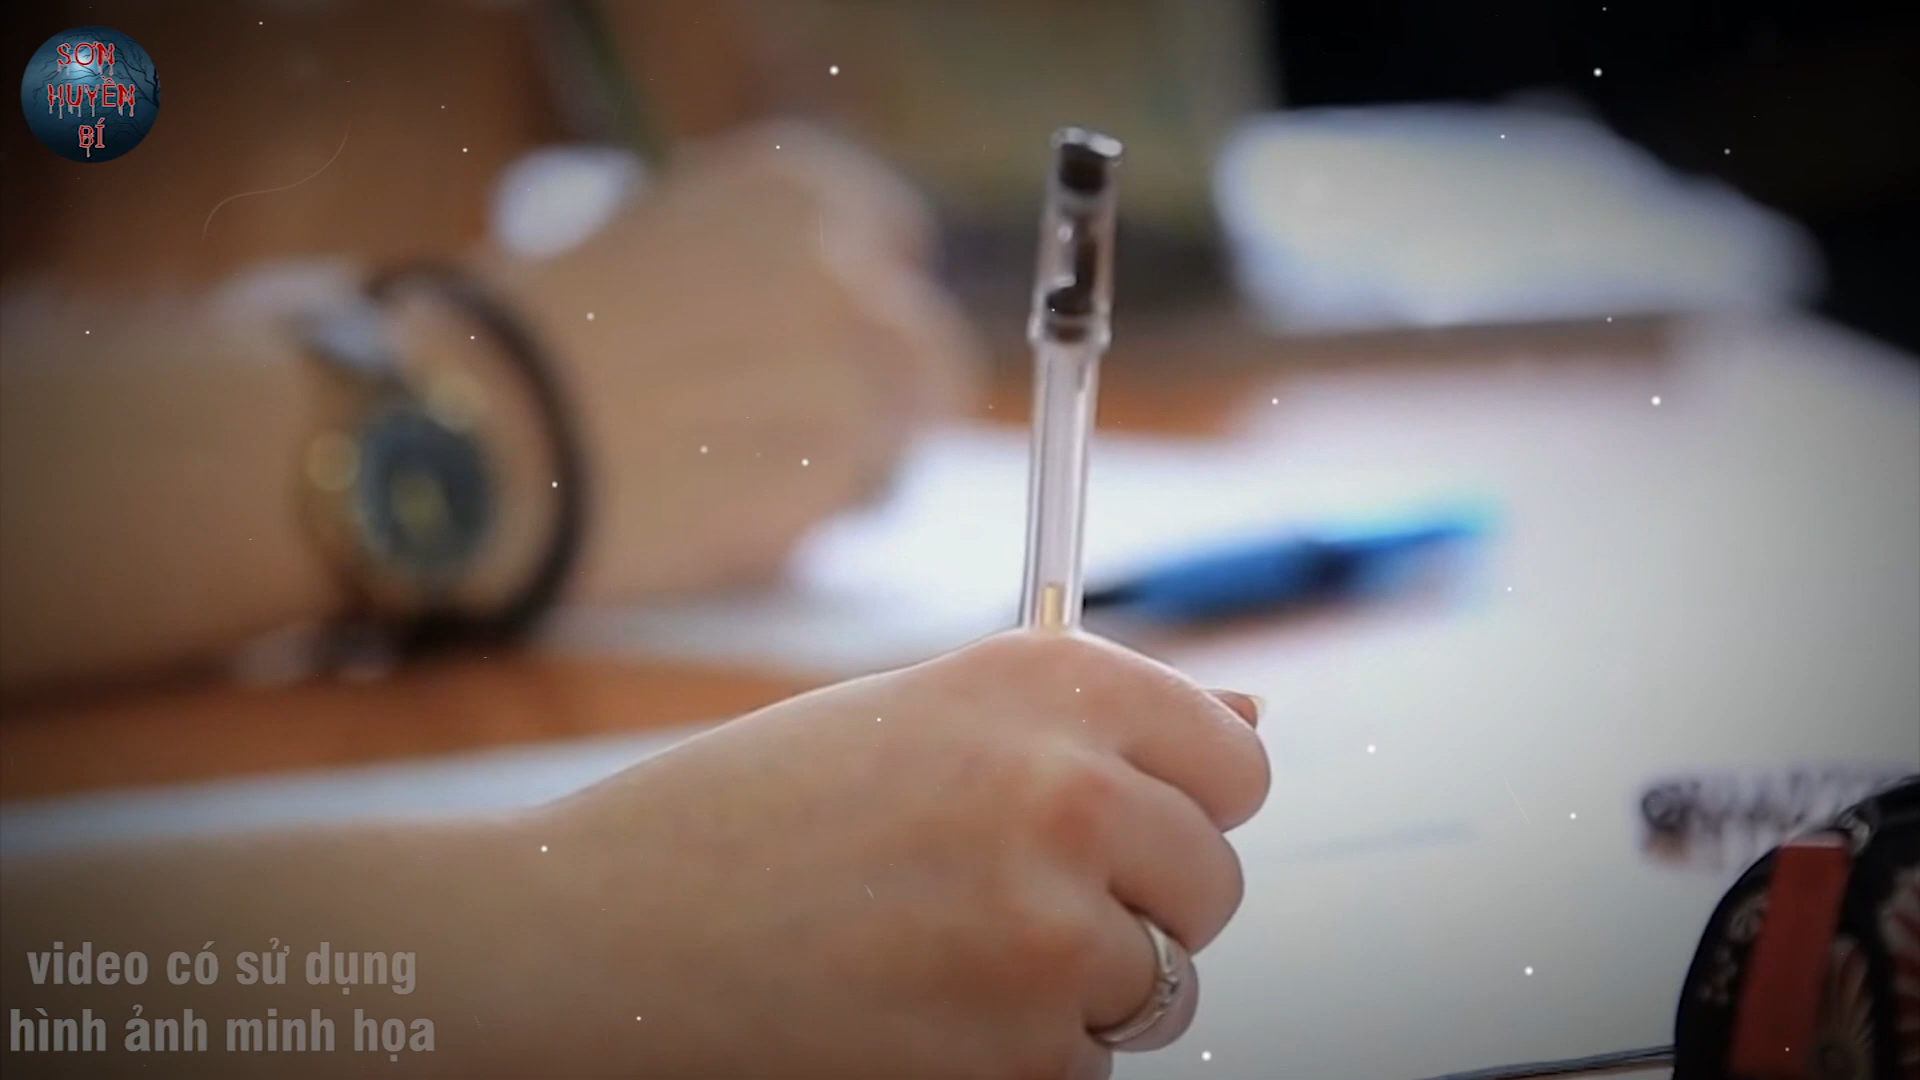 SƠN
HUYỀN
BÍ
video có sử dụng
hình ảnh minh họa